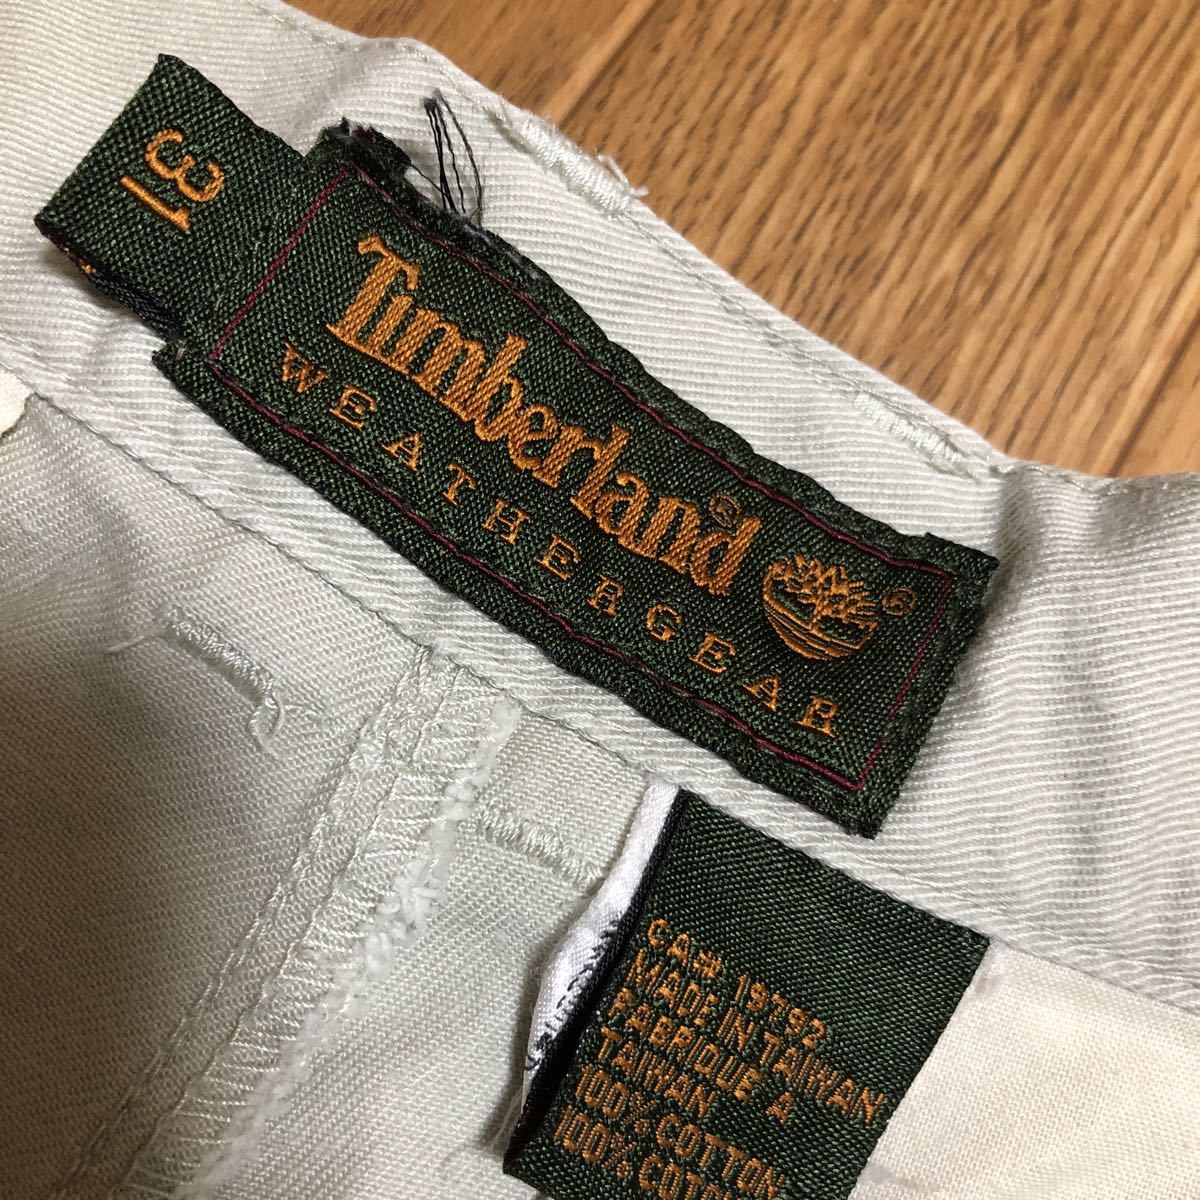 31
Timberland®
WEATHERGEAR
®
CA# 19792
MADE IN TAIWAN
FABRIQUE A
TAIWAN
100% COTTON
100% COTON